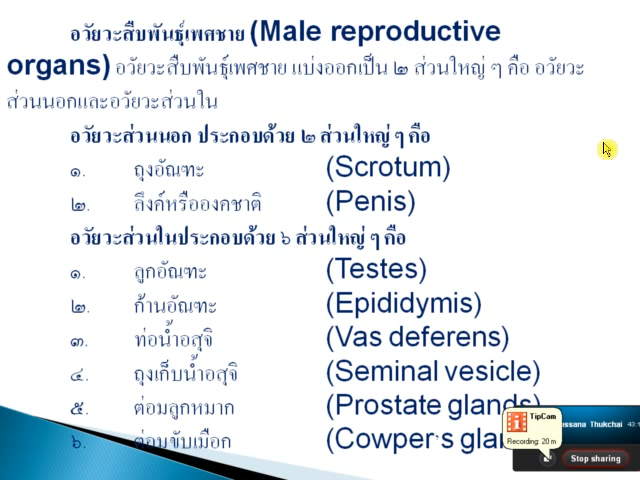 อวัยวะสืบพันธุ์เพศชาย (Male reproductive
organs) อวัยวะสืบพันธุ์เพศชาย แบ่งออกเป็น ๒ ส่วนใหญ่ ๆ คือ อวัยวะ
ส่วนนอกและอวัยวะส่วนใน
อวัยวะส่วนนอก ประกอบด้วย ๒ ส่วนใหญ่ ๆ คือ
๑. ถุงอัณฑะ (Scrotum)
๒. ลึงค์หรือองคชาติ (Penis)
อวัยวะส่วนในประกอบด้วย ๖ ส่วนใหญ่ ๆ คือ
๑. ลูกอัณฑะ (Testes)
๒. ก้านอัณฑะ (Epididymis)
๓. ท่อน้ำอสุจิ (Vas deferens)
๔. ถุงเก็บน้ำอสุจิ (Seminal vesicle)
๕. ต่อมลูกหมาก (Prostate glands)
๖. ต่อมขับเมือก (Cowper's
TipCam
Recording: 20 m
Thukchai
Stop sharing